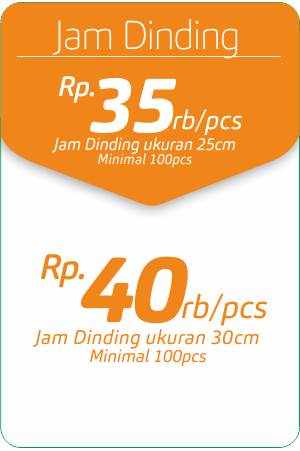 Jam Dinding
Rp.35rb/pcs
Jam Dinding ukuran 25cm
Minimal 100pcs
Rp.40rb/pcs
Jam Dinding ukuran 30cm
Minimal 100pcs